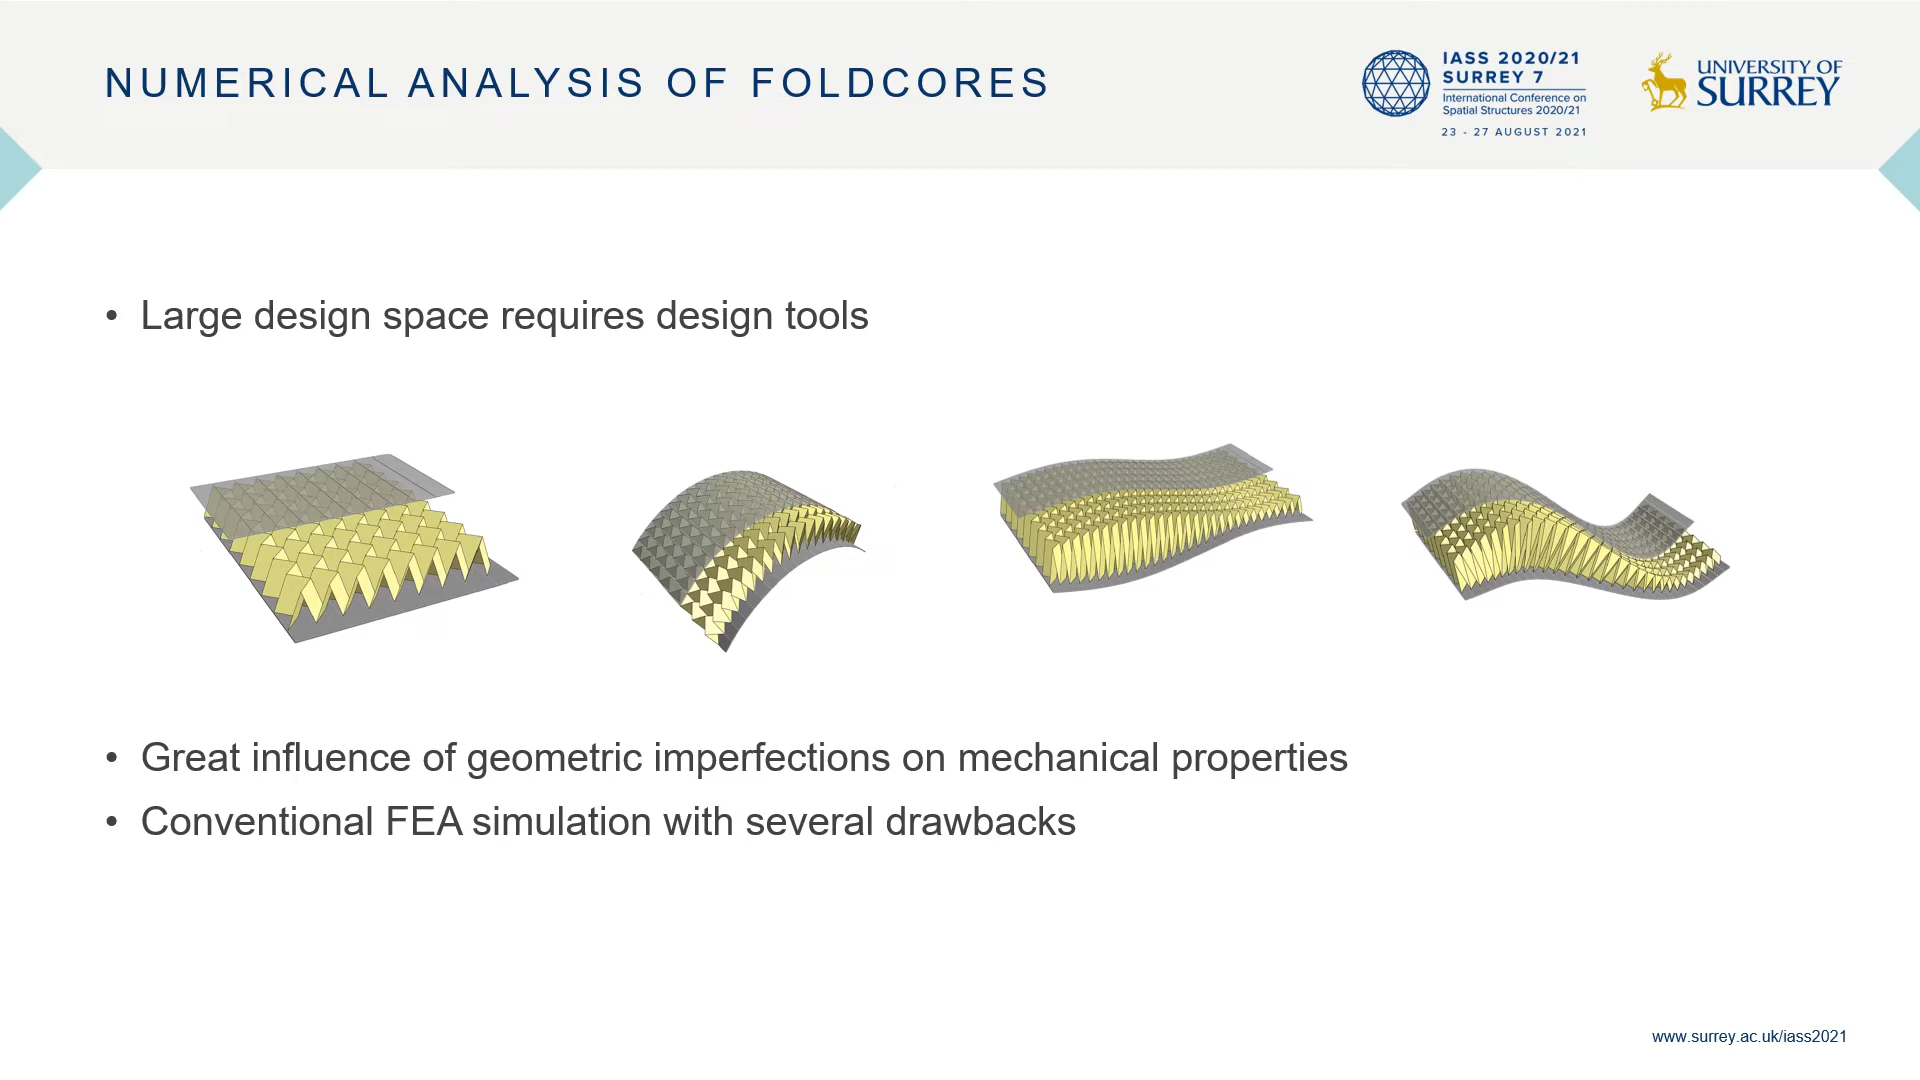 NUMERICAL ANALYSIS OF FOLDCORES
IASS 2020/21
SURREY 7
International Conference on
Spatial Structures 2020/21
23 - 27 AUGUST 2021
UNIVERSITY OF
SURREY
• Large design space requires design tools
• Great influence of geometric imperfections on mechanical properties
• Conventional FEA simulation with several drawbacks
www.surrey.ac.uk/iass2021